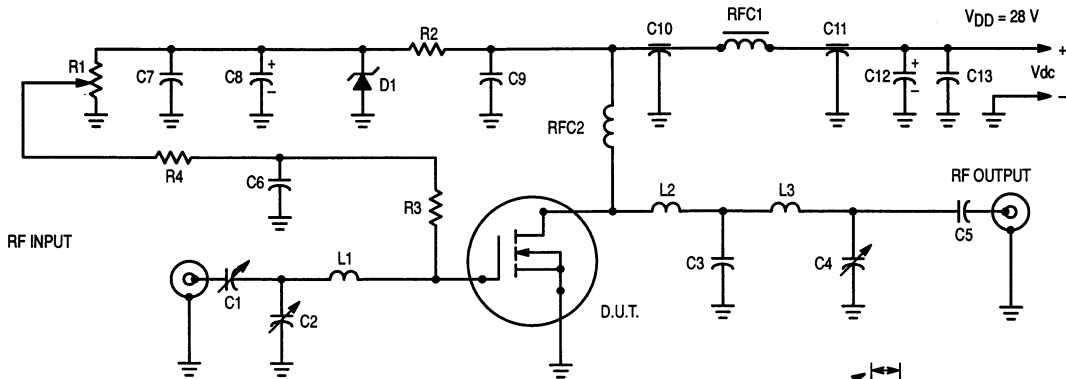 RFC1
VDD = 28 V
C10
C11
R2
+
R1
C7
C8
+
–
D1
C9
C12
+
–
C13
Vdc
–
RFC2
R4
C6
R3
L2
L3
RF OUTPUT
RF INPUT
L1
C3
C4
C5
C1
C2
D.U.T.